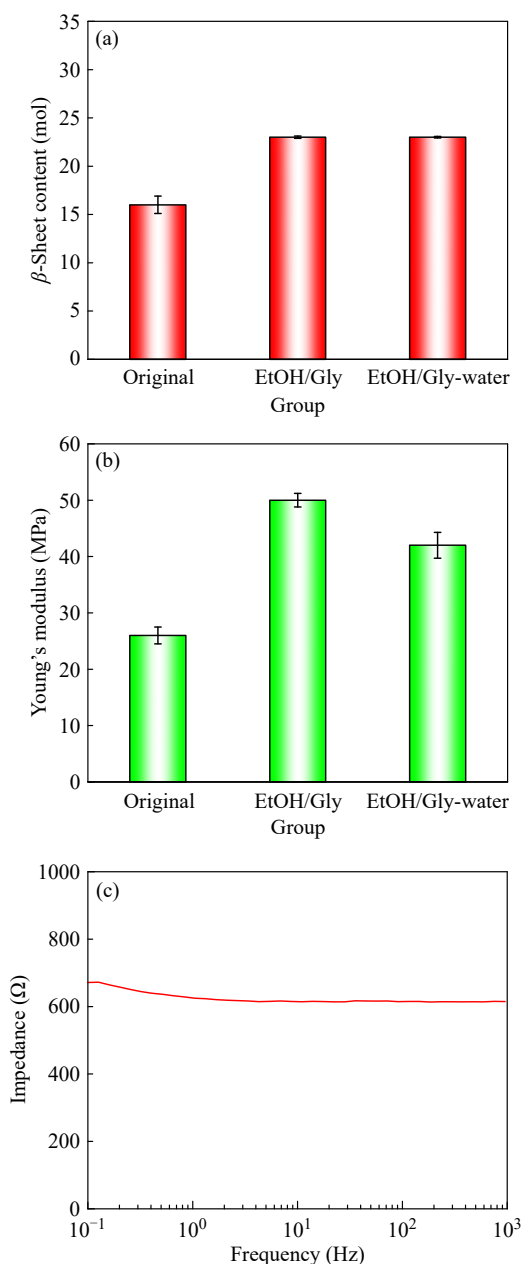 (a)
35
30
25
20
15
10
5
0
β-Sheet content (mol)
Original EtOH/Gly EtOH/Gly-water
Group
(b)
60
50
40
30
20
10
0
Young's modulus (MPa)
Original EtOH/Gly EtOH/Gly-water
Group
(c)
1000
800
600
400
200
0
Impedance (Ω)
10⁻¹ 10⁰ 10¹ 10² 10³
Frequency (Hz)